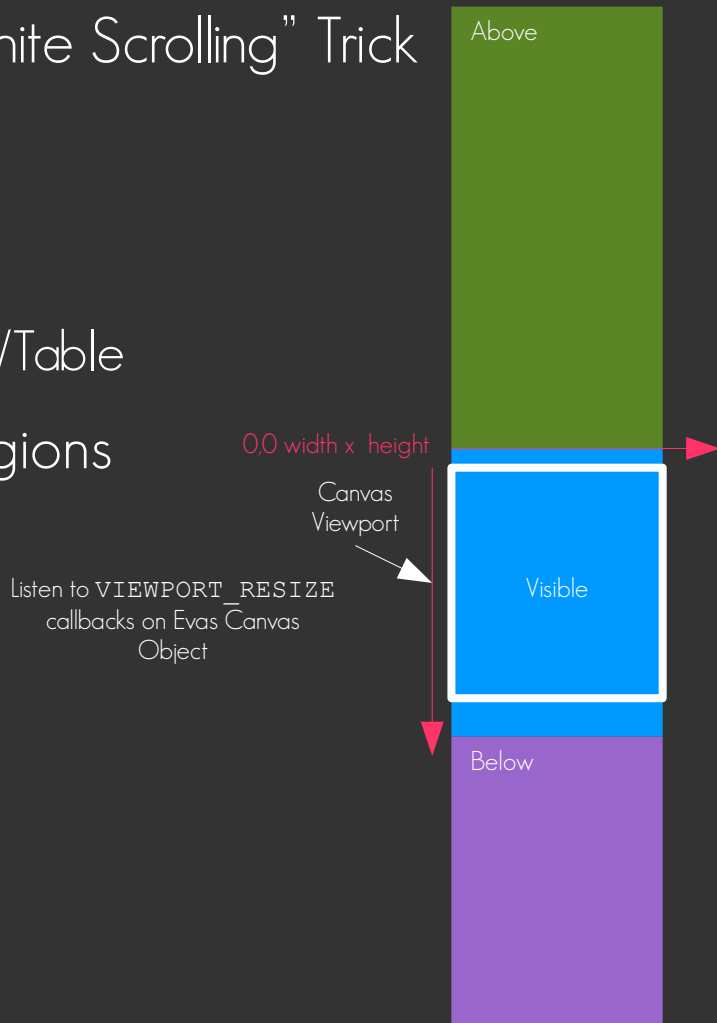 nite Scrolling” Trick
Above
/Table
gions
0,0 width x height
Canvas
Viewport
Listen to VIEWPORT_RESIZE
callbacks on Evas Canvas
Object
Visible
Below